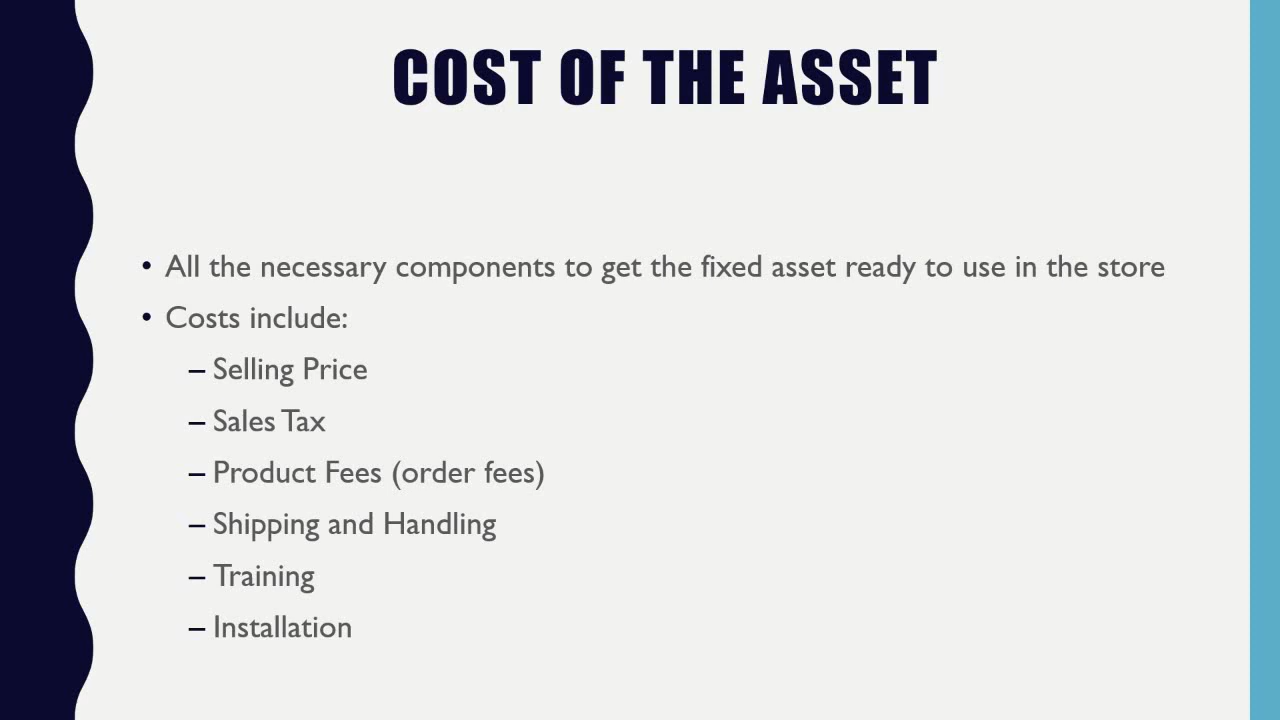 COST OF THE ASSET
• All the necessary components to get the fixed asset ready to use in the store
• Costs include:
– Selling Price
– Sales Tax
– Product Fees (order fees)
– Shipping and Handling
– Training
– Installation